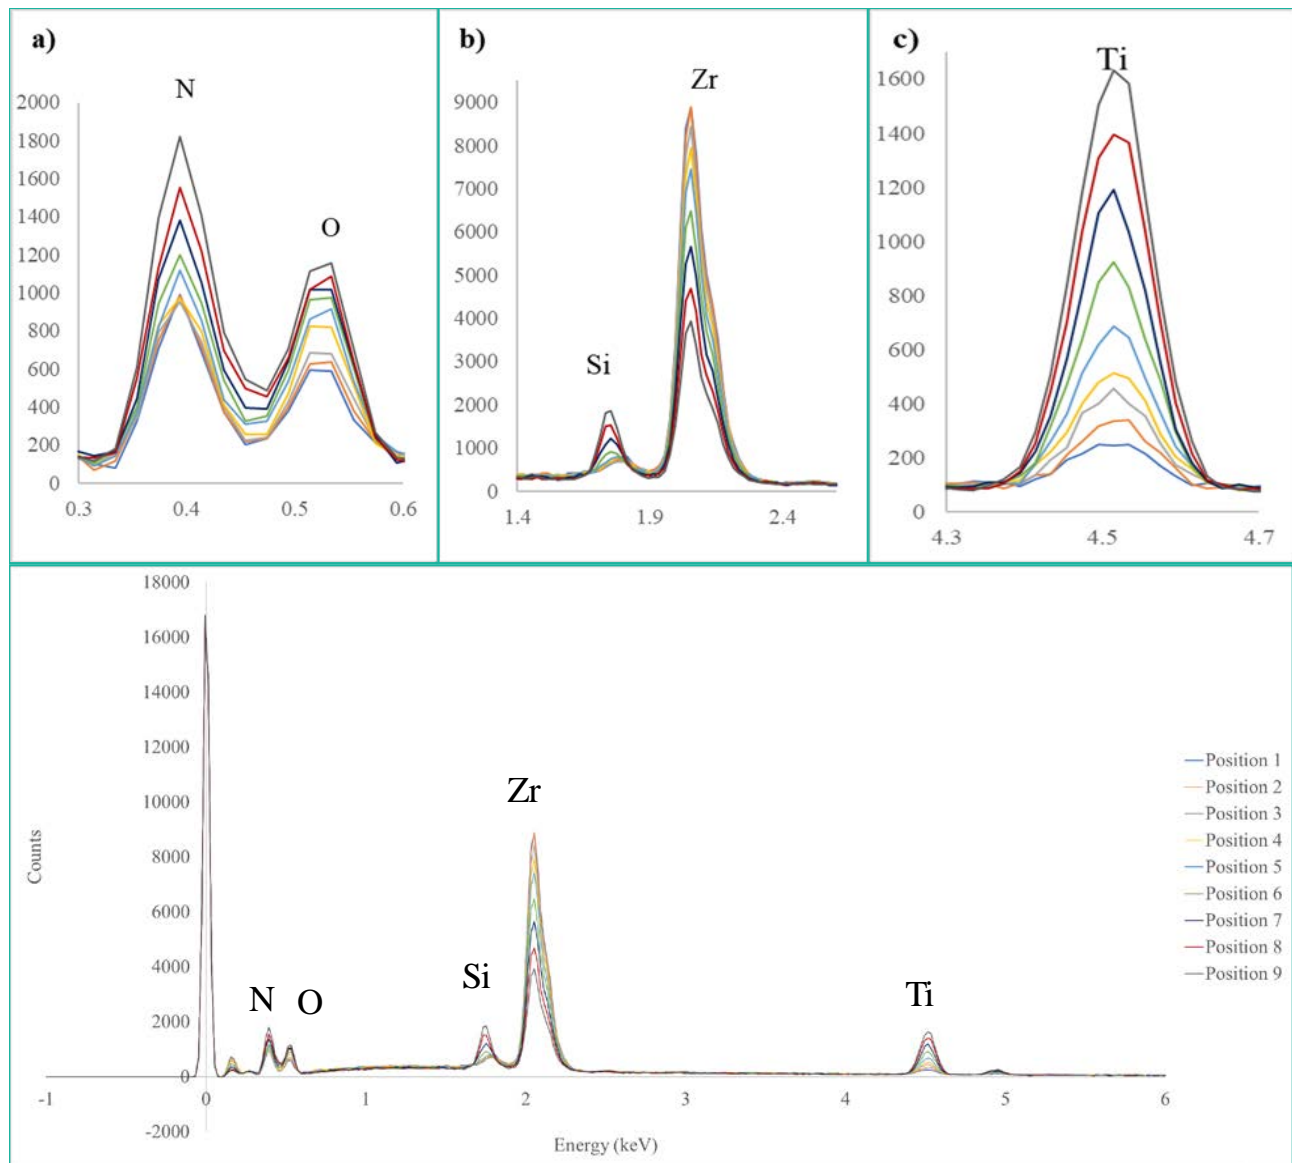 a)
N
O
2000
1800
1600
1400
1200
1000
800
600
400
200
0
0.3
0.4
0.5
0.6
b)
Zr
Si
9000
8000
7000
6000
5000
4000
3000
2000
1000
0
1.4
1.9
2.4
c)
Ti
1600
1400
1200
1000
800
600
400
200
0
4.3
4.5
4.7
18000
16000
14000
12000
10000
8000
6000
4000
2000
0
-2000
Counts
N
O
Si
Zr
Ti
Position 1
Position 2
Position 3
Position 4
Position 5
Position 6
Position 7
Position 8
Position 9
-1
0
1
2
3
4
5
6
Energy (keV)